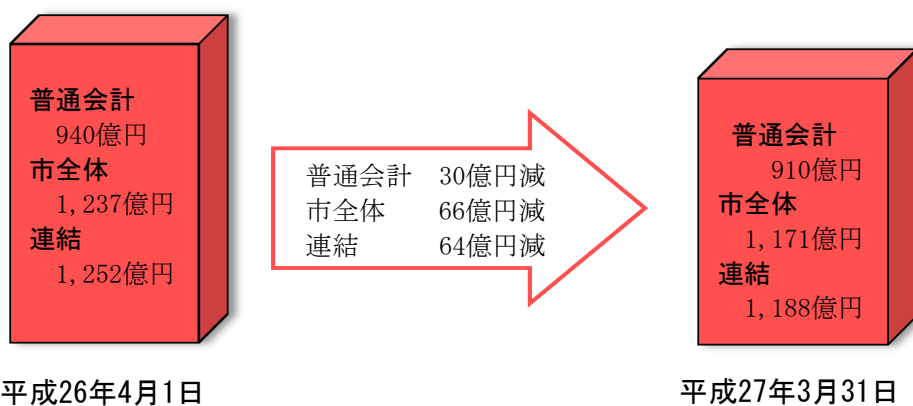 普通会計
940億円
市全体
1,237億円
連結
1,252億円
平成26年4月1日
普通会計 30億円減
市全体 66億円減
連結 64億円減
普通会計
910億円
市全体
1,171億円
連結
1,188億円
平成27年3月31日